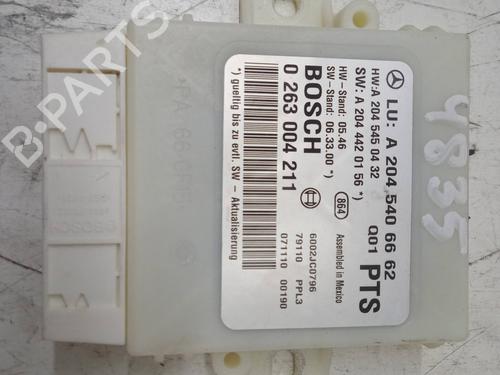 LU: A 204 540 66 62
HW:A 204 545 04 32
SW: A 204 442 01 56 *)
Q01 PTS
HW-Stand: 05.46
SW-Stand: 06.33.00 *)
864
Assembled in Mexico
BOSCH
0 263 004 211
6002JC0796
79110 PPL3
071110 00190
*) gueltig bis zu evtl. SW - Aktualisierung
4835
B-PARTS